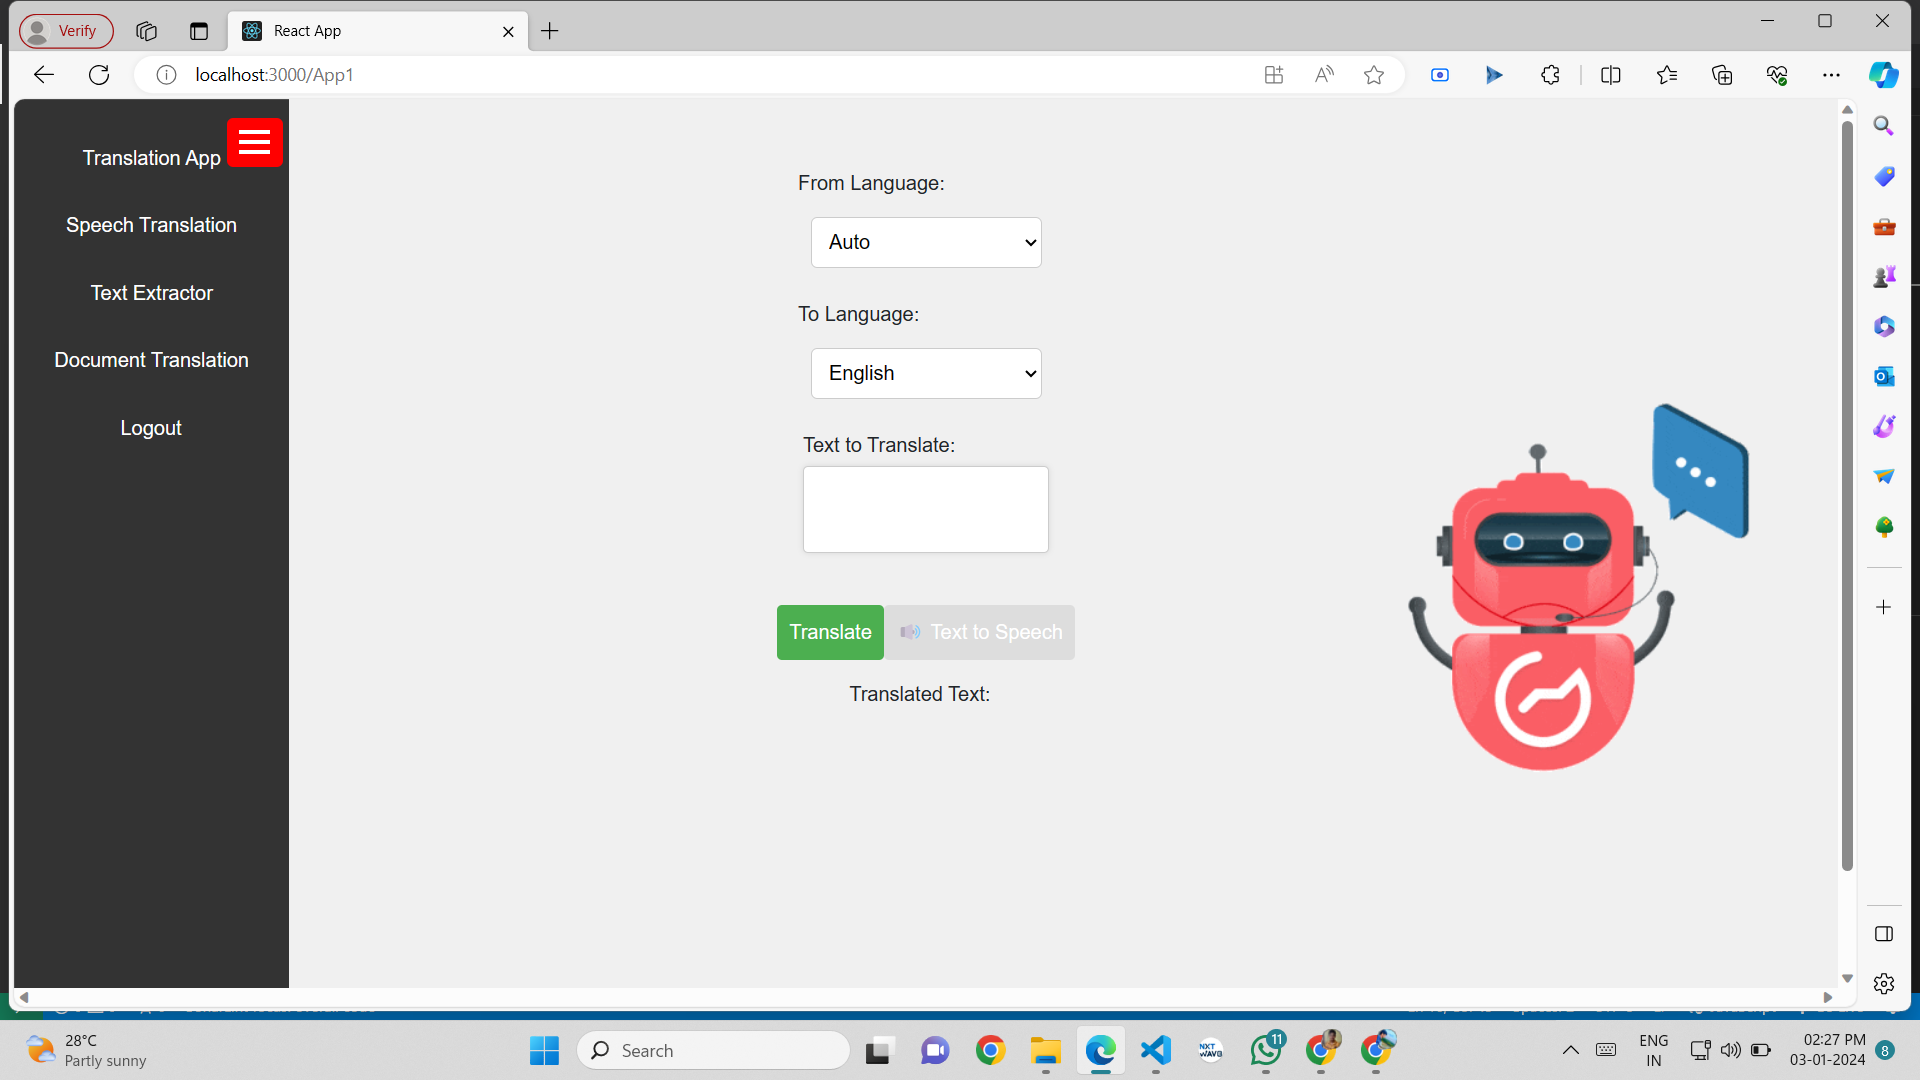 Verify
React App
localhost:3000/App1
Translation App
Speech Translation
Text Extractor
Document Translation
Logout
From Language:
Auto
To Language:
English
Text to Translate:
Translate
Text to Speech
Translated Text:
28°C
Partly sunny
Search
NXT
WAVE
11
ENG
IN
02:27 PM
03-01-2024
8